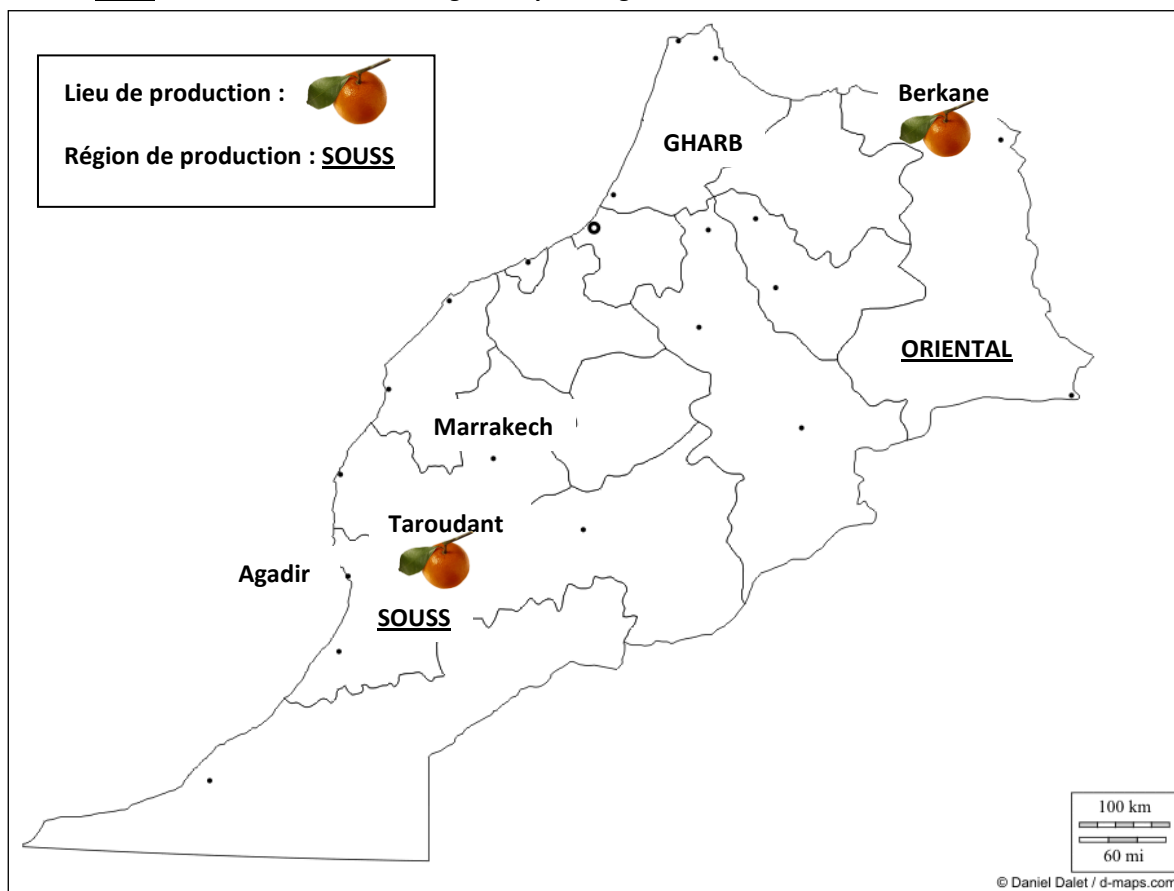 Lieu de production :
Région de production : SOUSS
Berkane
GHARB
ORIENTAL
Marrakech
Taroudant
Agadir
SOUSS
100 km
60 mi
© Daniel Dalet / d-maps.com